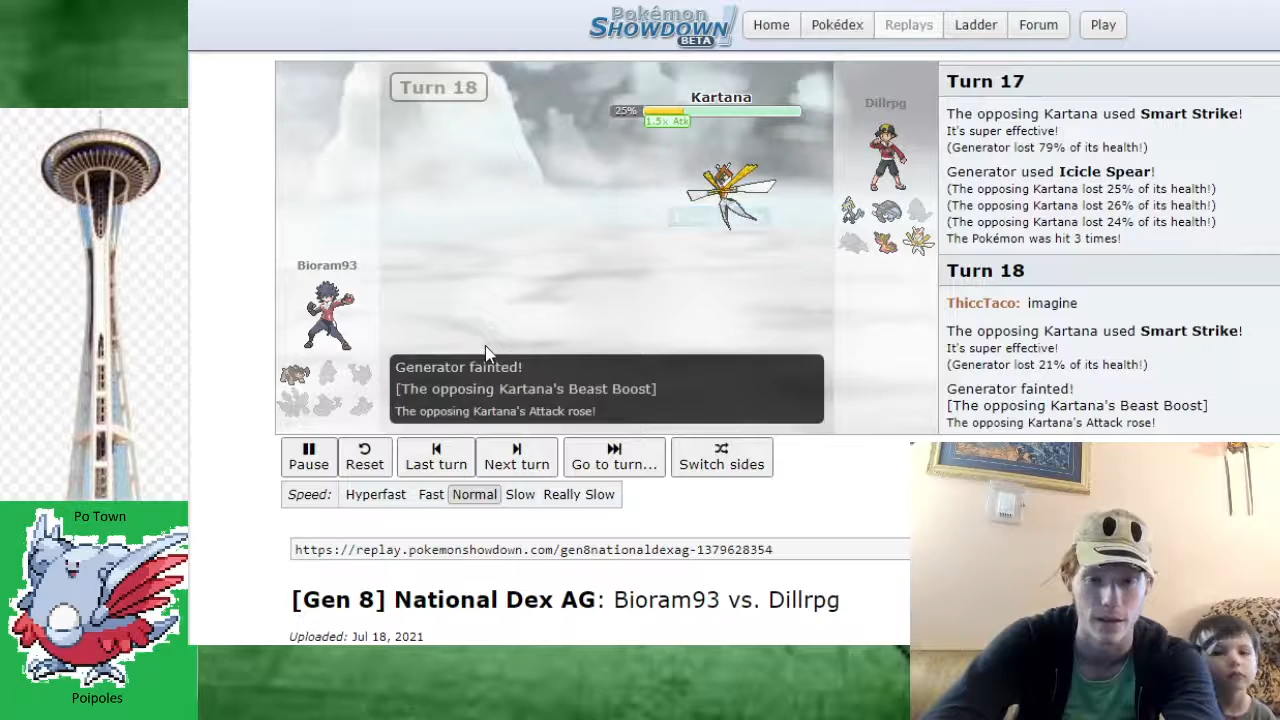 Pokémon
SHOWDOWN!
BETA
Home
Pokédex
Replays
Ladder
Forum
Play
Turn 18
Kartana
25%
1.5x Atk
Dillrpg
Bioram93
Generator fainted!
[The opposing Kartana's Beast Boost]
The opposing Kartana's Attack rose!
Turn 17
The opposing Kartana used Smart Strike!
It's super effective!
(Generator lost 79% of its health!)
Generator used Icicle Spear!
(The opposing Kartana lost 25% of its health!)
(The opposing Kartana lost 26% of its health!)
(The opposing Kartana lost 24% of its health!)
The Pokémon was hit 3 times!
Turn 18
ThiccTaco: imagine
The opposing Kartana used Smart Strike!
It's super effective!
(Generator lost 21% of its health!)
Generator fainted!
[The opposing Kartana's Beast Boost]
The opposing Kartana's Attack rose!
Pause
Reset
Last turn
Next turn
Go to turn...
Switch sides
Speed: Hyperfast Fast Normal Slow Really Slow
https://replay.pokemonshowdown.com/gen8nationaldexag-1379628354
[Gen 8] National Dex AG: Bioram93 vs. Dillrpg
Uploaded: Jul 18, 2021
Po Town
Poipoles